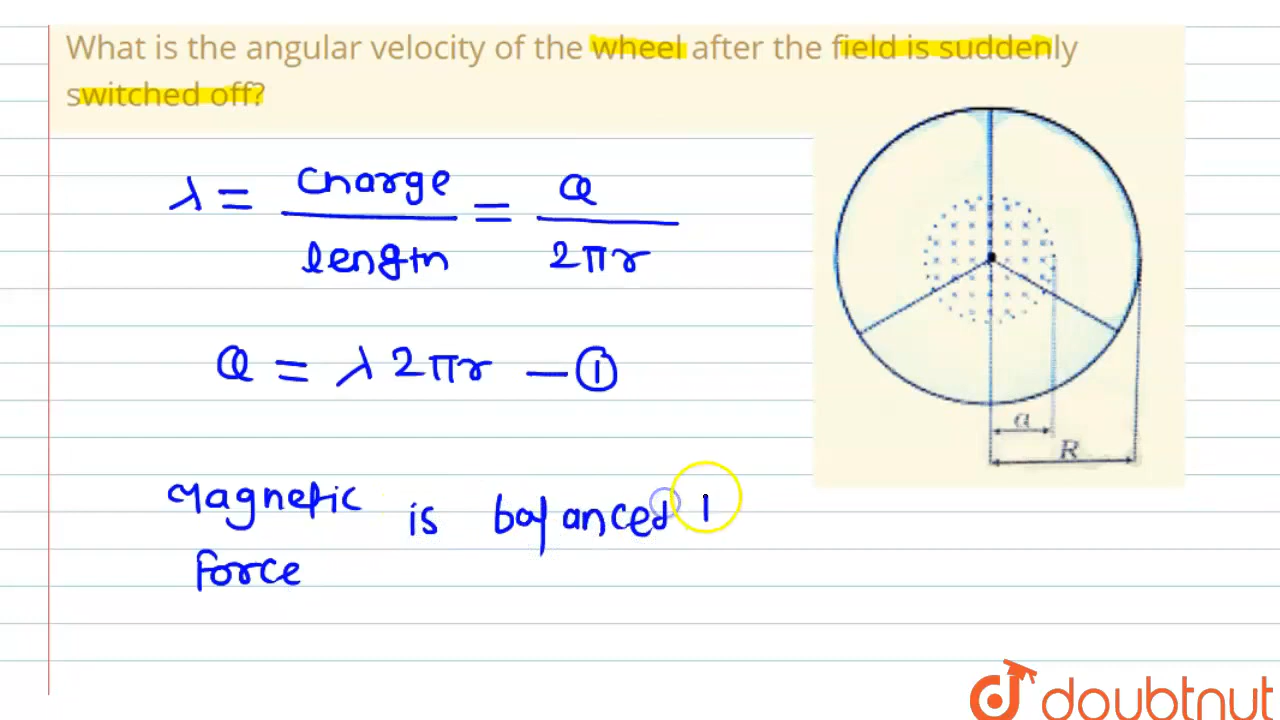 What is the angular velocity of the wheel after the field is suddenly
switched off?
λ = charge / length = Q / 2πr
Q = λ 2πr — ①
Magnetic force is balanced
a
R
doubtnut